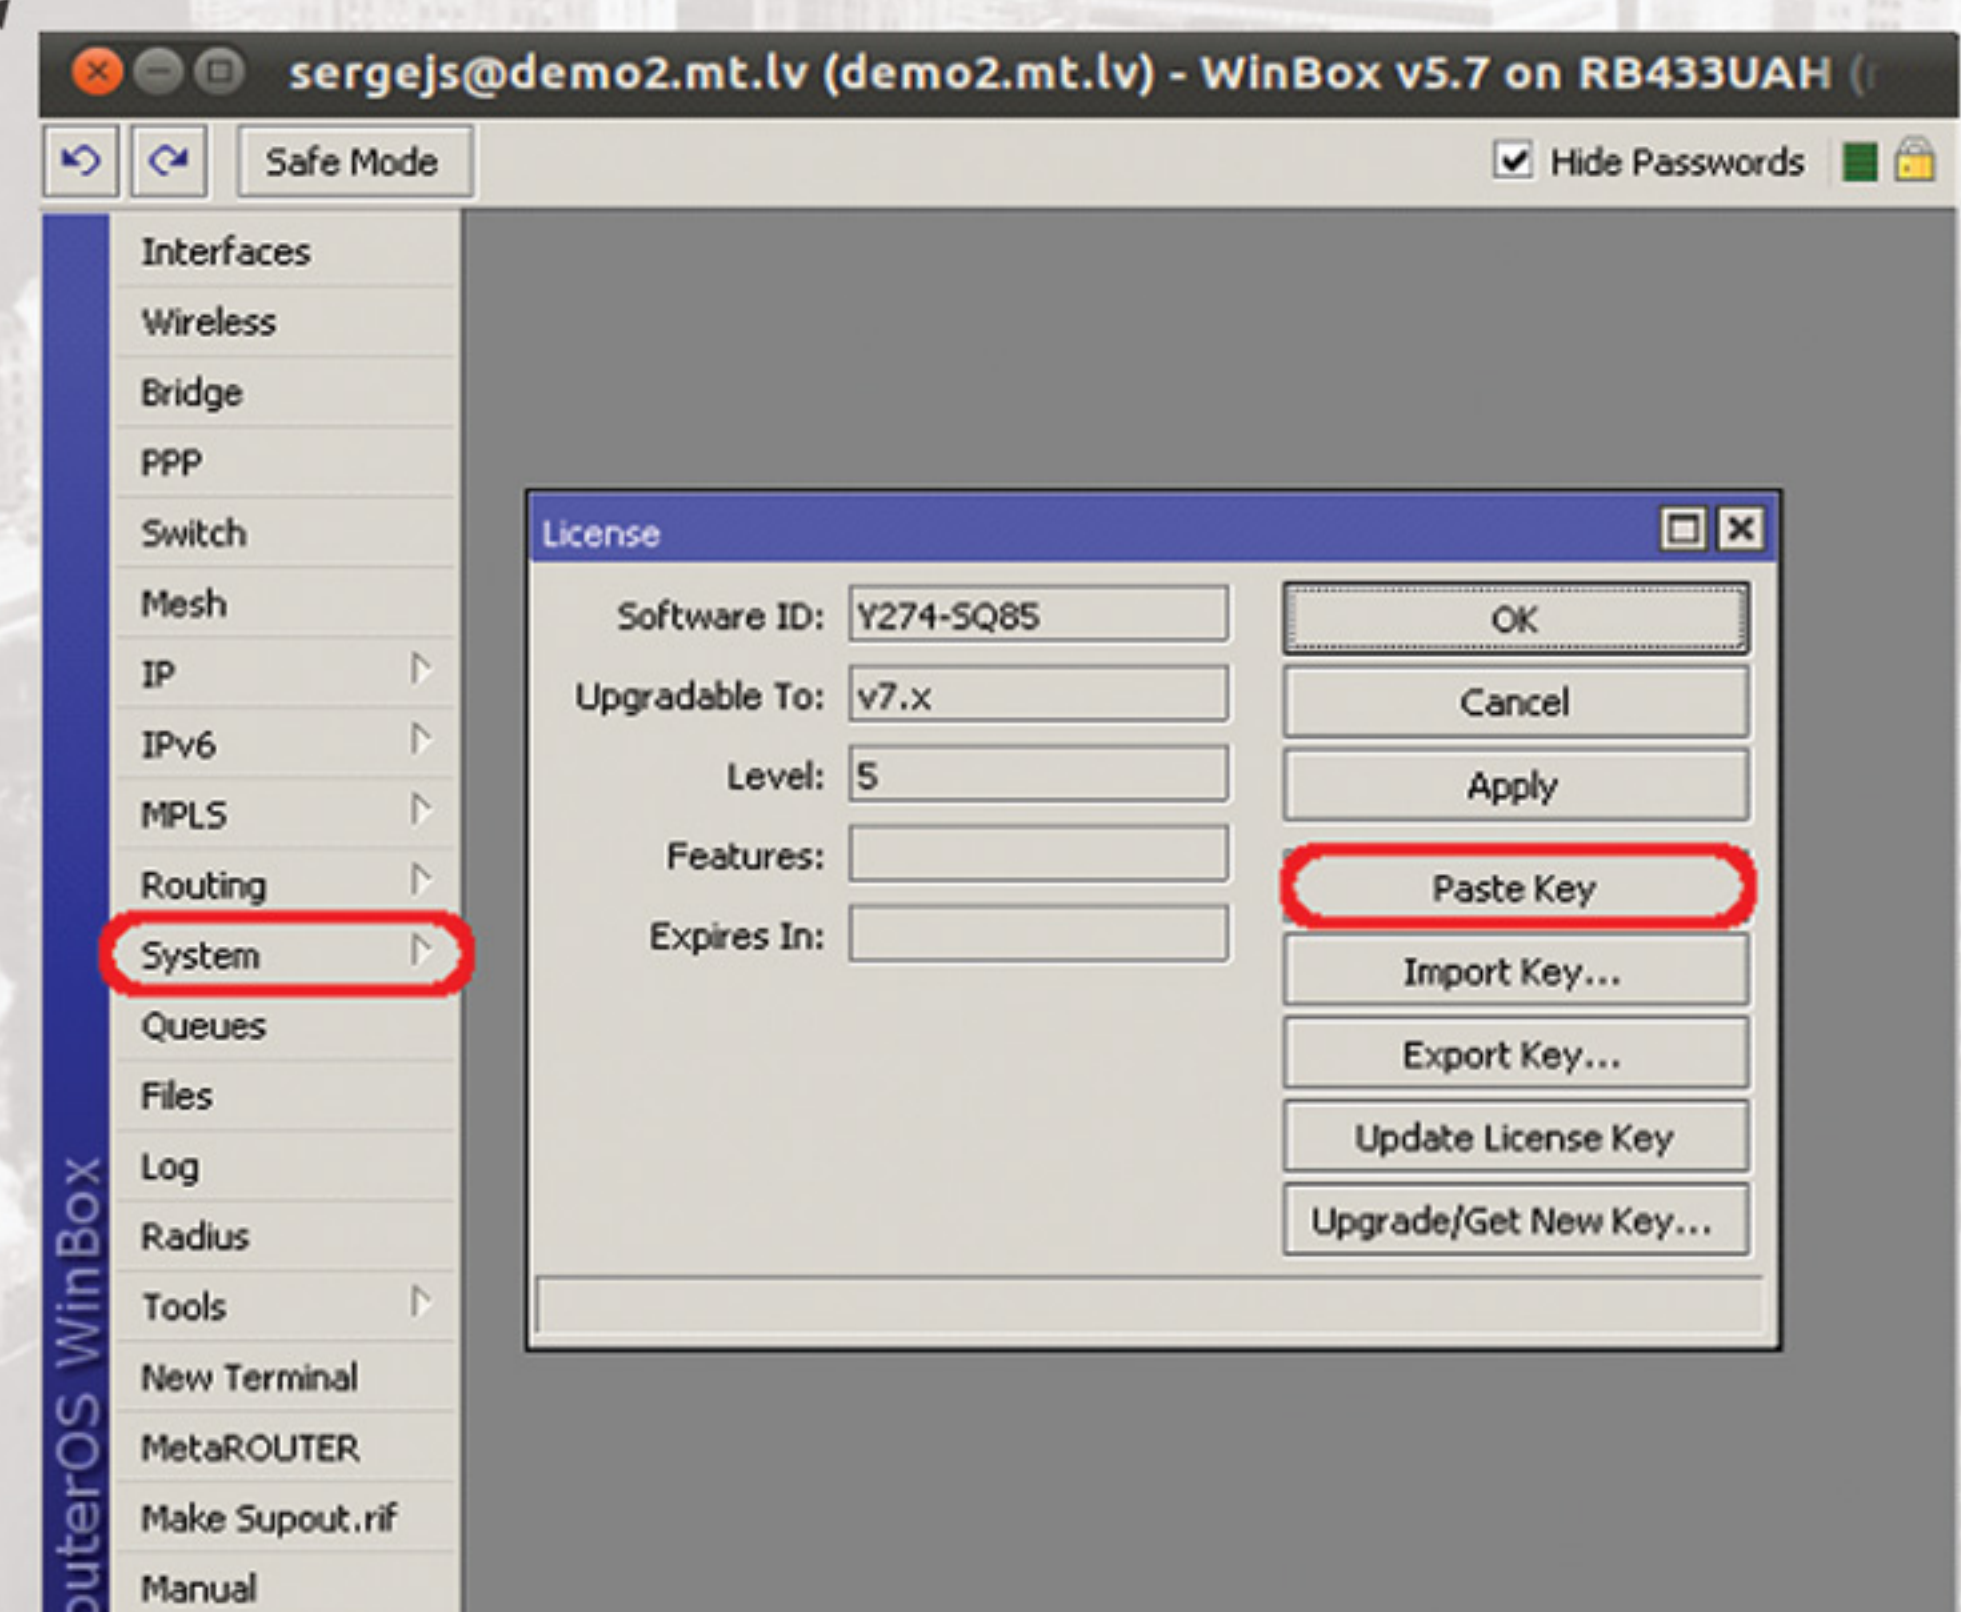 sergejs@demo2.mt.lv (demo2.mt.lv) - WinBox v5.7 on RB433UAH
Safe Mode
Hide Passwords
Interfaces
Wireless
Bridge
PPP
Switch
Mesh
IP
IPv6
MPLS
Routing
System
Queues
Files
Log
Radius
Tools
New Terminal
MetaROUTER
Make Supout.rif
Manual
outerOS WinBox
License
Software ID: Y274-SQ85
Upgradable To: v7.x
Level: 5
Features:
Expires In:
OK
Cancel
Apply
Paste Key
Import Key...
Export Key...
Update License Key
Upgrade/Get New Key...